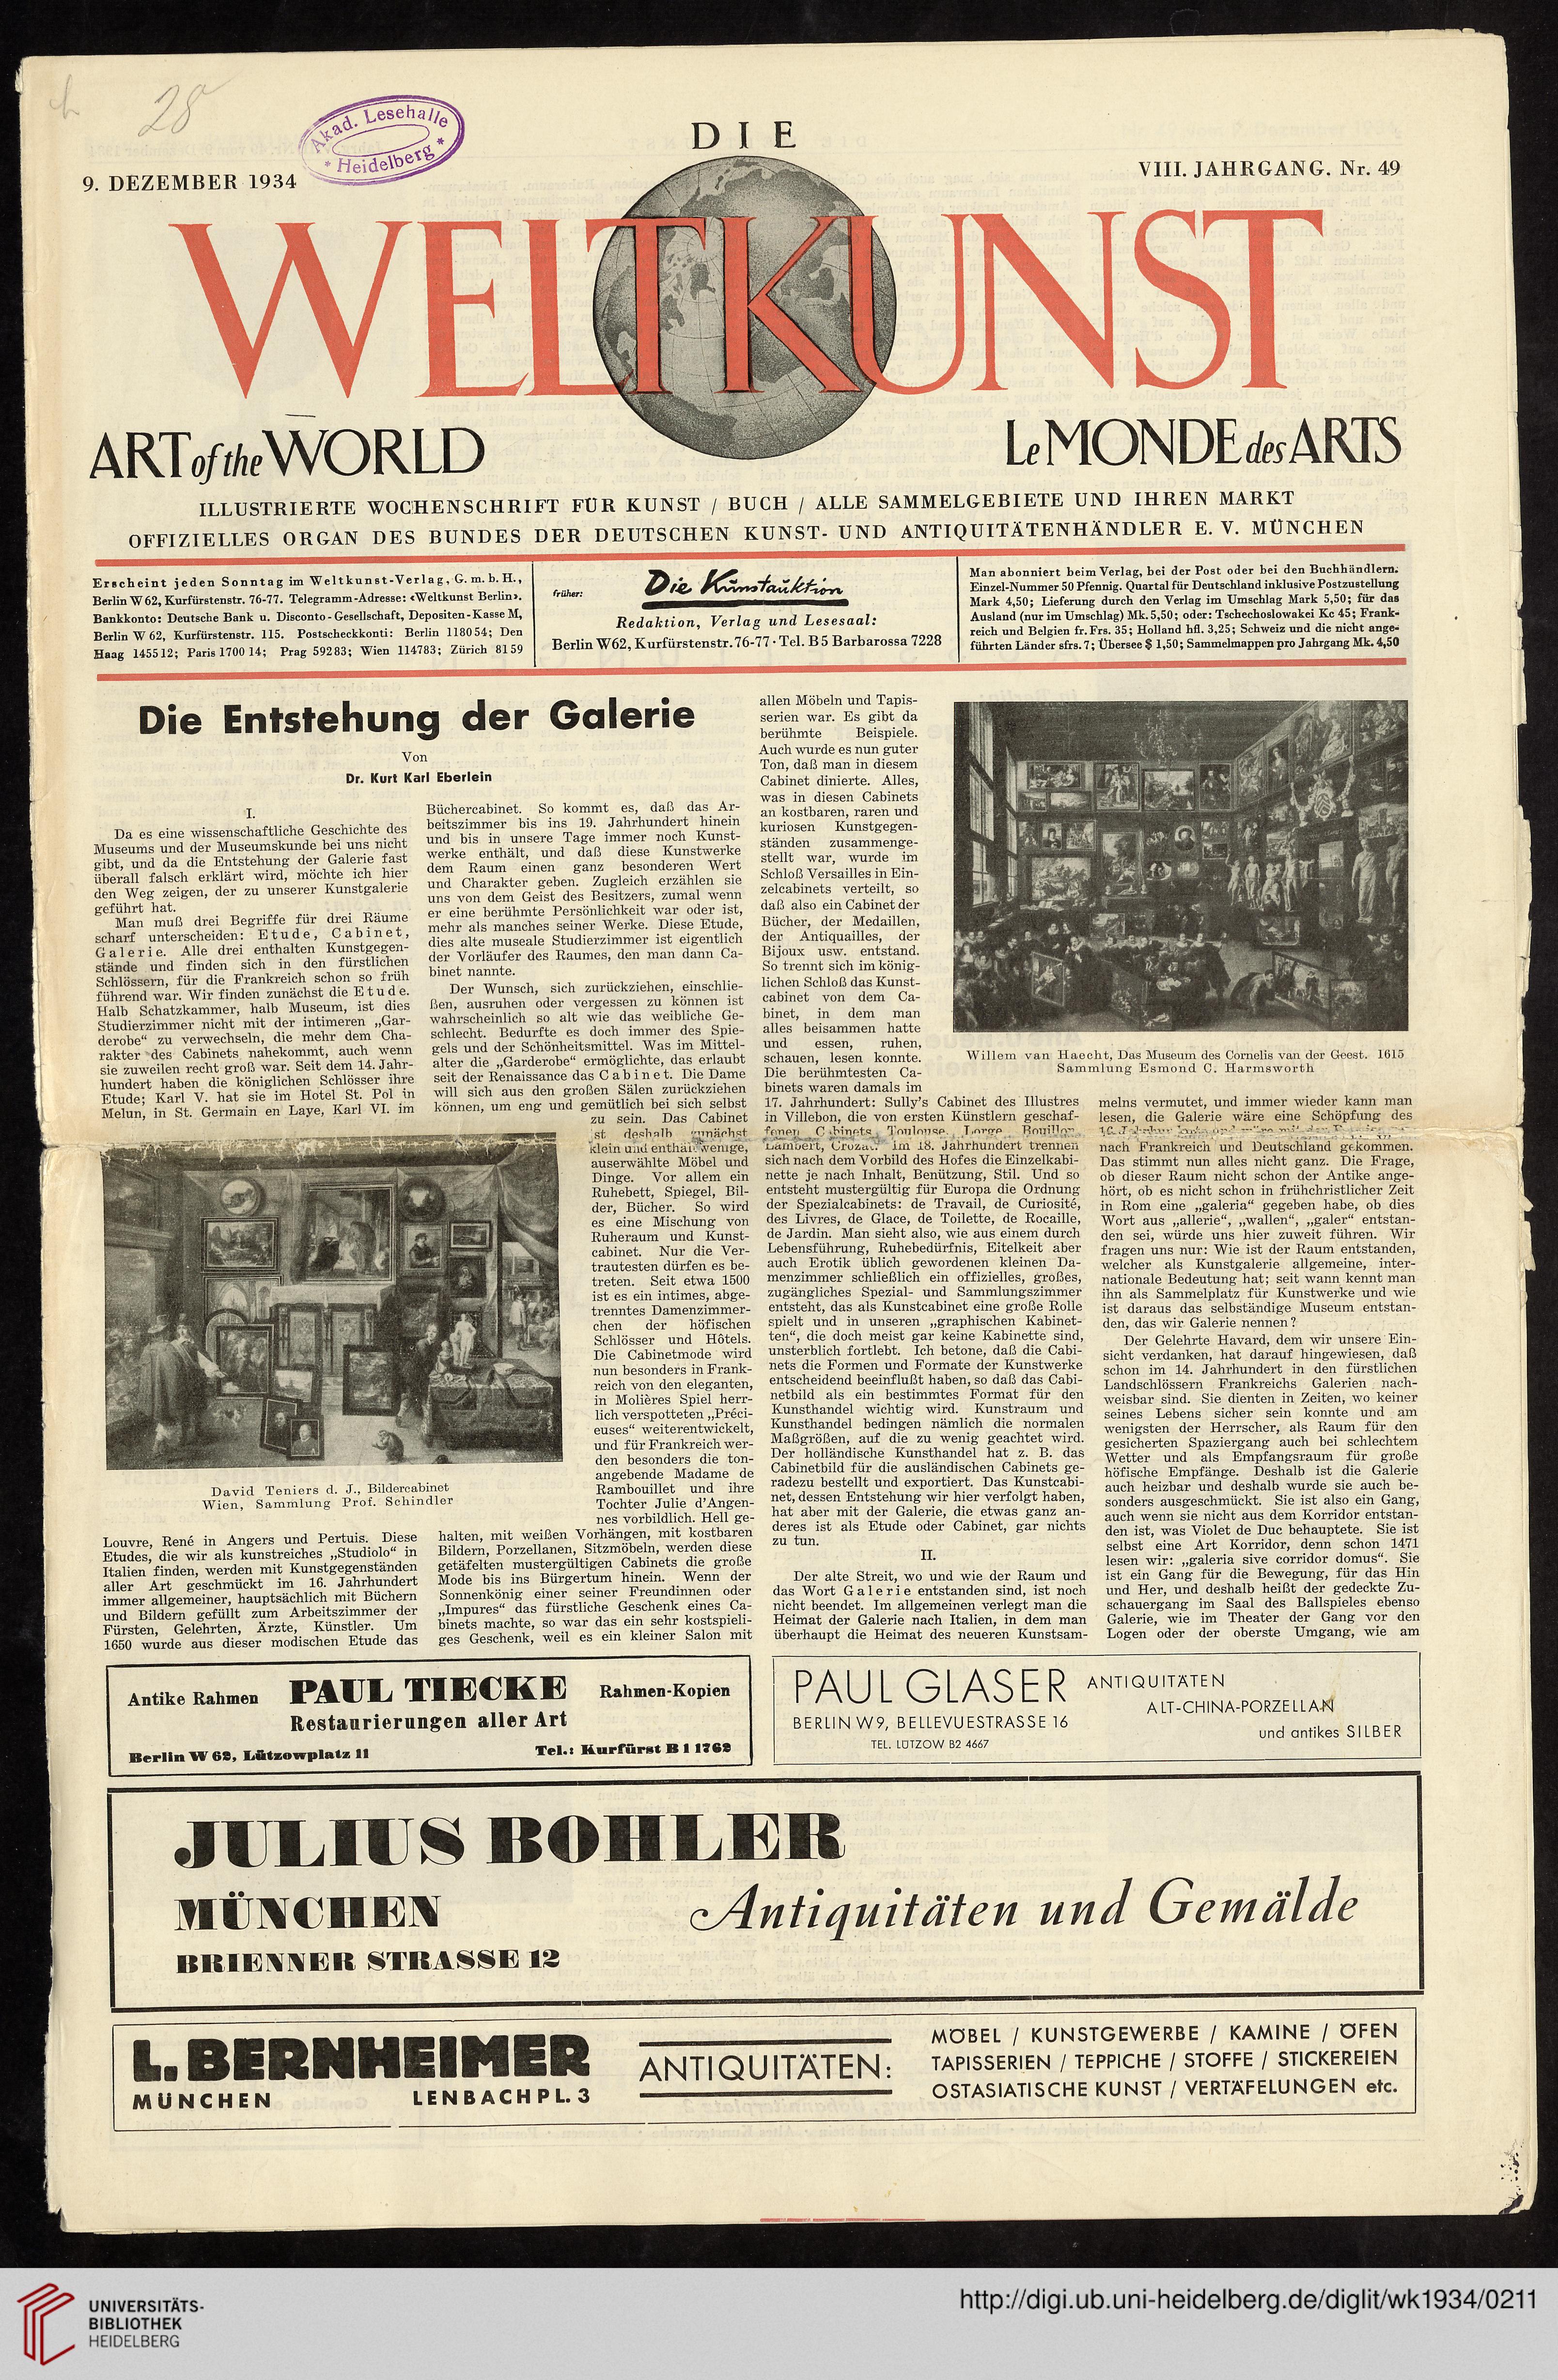 28
Akad. Lesehalle
* Heidelberg *
9. DEZEMBER 1934
VIII. JAHRGANG. Nr. 49
DIE
WELTKUNST
ART of the WORLD
Le MONDE des ARTS
ILLUSTRIERTE WOCHENSCHRIFT FÜR KUNST / BUCH / ALLE SAMMELGEBIETE UND IHREN MARKT
OFFIZIELLES ORGAN DES BUNDES DER DEUTSCHEN KUNST- UND ANTIQUITÄTENHÄNDLER E. V. MÜNCHEN
Erscheint jeden Sonntag im Weltkunst-Verlag, G. m. b. H.,
Berlin W 62, Kurfürstenstr. 76-77. Telegramm-Adresse: ‹Weltkunst Berlin›.
Bankkonto: Deutsche Bank u. Disconto-Gesellschaft, Depositen-Kasse M,
Berlin W 62, Kurfürstenstr. 115. Postscheckkonti: Berlin 118054; Den
Haag 145512; Paris 170014; Prag 59283; Wien 114783; Zürich 8159
früher:
Die Kunstauktion
Redaktion, Verlag und Lesesaal:
Berlin W62, Kurfürstenstr. 76-77 · Tel. B5 Barbarossa 7228
Man abonniert beim Verlag, bei der Post oder bei den Buchhändlern.
Einzel-Nummer 50 Pfennig. Quartal für Deutschland inklusive Postzustellung
Mark 4,50; Lieferung durch den Verlag im Umschlag Mark 5,50; für das
Ausland (nur im Umschlag) Mk. 5,50; oder: Tschechoslowakei Kc 45; Frank-
reich und Belgien fr. Frs. 35; Holland hfl. 3,25; Schweiz und die nicht ange-
führten Länder sfrs. 7; Übersee $ 1,50; Sammelmappen pro Jahrgang Mk. 4,50
Die Entstehung der Galerie
Von
Dr. Kurt Karl Eberlein
I.
Da es eine wissenschaftliche Geschichte des
Museums und der Museumskunde bei uns nicht
gibt, und da die Entstehung der Galerie fast
überall falsch erklärt wird, möchte ich hier
den Weg zeigen, der zu unserer Kunstgalerie
geführt hat.
Man muß drei Begriffe für drei Räume
scharf unterscheiden: Etude, Cabinet,
Galerie. Alle drei enthalten Kunstgegen-
stände und finden sich in den fürstlichen
Schlössern, für die Frankreich schon so früh
führend war. Wir finden zunächst die Etude.
Halb Schatzkammer, halb Museum, ist dies
Studierzimmer nicht mit der intimeren „Gar-
derobe“ zu verwechseln, die mehr dem Cha-
rakter des Cabinets nahekommt, auch wenn
sie zuweilen recht groß war. Seit dem 14. Jahr-
hundert haben die königlichen Schlösser ihre
Etude; Karl V. hat sie im Hotel St. Pol in
Melun, in St. Germain en Laye, Karl VI. im
David Teniers d. J., Bildercabinet
Wien, Sammlung Prof. Schindler
Louvre, René in Angers und Pertuis. Diese
Etudes, die wir als kunstreiches „Studiolo“ in
Italien finden, werden mit Kunstgegenständen
aller Art geschmückt im 16. Jahrhundert
immer allgemeiner, hauptsächlich mit Büchern
und Bildern gefüllt zum Arbeitszimmer der
Fürsten, Gelehrten, Ärzte, Künstler. Um
1650 wurde aus dieser modischen Etude das
Büchercabinet. So kommt es, daß das Ar-
beitszimmer bis ins 19. Jahrhundert hinein
und bis in unsere Tage immer noch Kunst-
werke enthält, und daß diese Kunstwerke
dem Raum einen ganz besonderen Wert
und Charakter geben. Zugleich erzählen sie
uns von dem Geist des Besitzers, zumal wenn
er eine berühmte Persönlichkeit war oder ist,
mehr als manches seiner Werke. Diese Etude,
dies alte museale Studierzimmer ist eigentlich
der Vorläufer des Raumes, den man dann Ca-
binet nannte.
Der Wunsch, sich zurückziehen, einschlie-
ßen, ausruhen oder vergessen zu können ist
wahrscheinlich so alt wie das weibliche Ge-
schlecht. Bedurfte es doch immer des Spie-
gels und der Schönheitsmittel. Was im Mittel-
alter die „Garderobe“ ermöglichte, das erlaubt
seit der Renaissance das Cabinet. Die Dame
will sich aus den großen Sälen zurückziehen
können, um eng und gemütlich bei sich selbst
zu sein. Das Cabinet
ist deshalb zunächst
klein und enthält wenige,
auserwählte Möbel und
Dinge. Vor allem ein
Ruhebett, Spiegel, Bil-
der, Bücher. So wird
es eine Mischung von
Ruheraum und Kunst-
cabinet. Nur die Ver-
trautesten dürfen es be-
treten. Seit etwa 1500
ist es ein intimes, abge-
trenntes Damenzimmer-
chen der höfischen
Schlösser und Hôtels.
Die Cabinetmode wird
nun besonders in Frank-
reich von den eleganten,
in Molières Spiel herr-
lich verspotteten „Préci-
euses“ weiterentwickelt,
und für Frankreich wer-
den besonders die ton-
angebende Madame de
Rambouillet und ihre
Tochter Julie d'Angen-
nes vorbildlich. Hell ge-
halten, mit weißen Vorhängen, mit kostbaren
Bildern, Porzellanen, Sitzmöbeln, werden diese
getäfelten mustergültigen Cabinets die große
Mode bis ins Bürgertum hinein. Wenn der
Sonnenkönig einer seiner Freundinnen oder
„Impures“ das fürstliche Geschenk eines Ca-
binets machte, so war das ein sehr kostspieli-
ges Geschenk, weil es ein kleiner Salon mit
allen Möbeln und Tapis-
serien war. Es gibt da
berühmte Beispiele.
Auch wurde es nun guter
Ton, daß man in diesem
Cabinet dinierte. Alles,
was in diesen Cabinets
an kostbaren, raren und
kuriosen Kunstgegen-
ständen zusammenge-
stellt war, wurde im
Schloß Versailles in Ein-
zelcabinets verteilt, so
daß also ein Cabinet der
Bücher, der Medaillen,
der Antiquailles, der
Bijoux usw. entstand.
So trennt sich im könig-
lichen Schloß das Kunst-
cabinet von dem Ca-
binet, in dem man
alles beisammen hatte
und essen, ruhen,
schauen, lesen konnte.
Die berühmtesten Ca-
binets waren damals im
17. Jahrhundert: Sully's Cabinet des Illustres
in Villebon, die von ersten Künstlern geschaf-
fenen Cabinets Toulouse, Lorge, Bouillon,
Lambert, Crozat. Im 18. Jahrhundert trennen
sich nach dem Vorbild des Hofes die Einzelkabi-
nette je nach Inhalt, Benützung, Stil. Und so
entsteht mustergültig für Europa die Ordnung
der Spezialcabinets: de Travail, de Curiosité,
des Livres, de Glace, de Toilette, de Rocaille,
de Jardin. Man sieht also, wie aus einem durch
Lebensführung, Ruhebedürfnis, Eitelkeit aber
auch Erotik üblich gewordenen kleinen Da-
menzimmer schließlich ein offizielles, großes,
zugängliches Spezial- und Sammlungszimmer
entsteht, das als Kunstcabinet eine große Rolle
spielt und in unseren „graphischen Kabinet-
ten“, die doch meist gar keine Kabinette sind,
unsterblich fortlebt. Ich betone, daß die Cabi-
nets die Formen und Formate der Kunstwerke
entscheidend beeinflußt haben, so daß das Cabi-
netbild als ein bestimmtes Format für den
Kunsthandel wichtig wird. Kunstraum und
Kunsthandel bedingen nämlich die normalen
Maßgrößen, auf die zu wenig geachtet wird.
Der holländische Kunsthandel hat z. B. das
Cabinetbild für die ausländischen Cabinets ge-
radezu bestellt und exportiert. Das Kunstcabi-
net, dessen Entstehung wir hier verfolgt haben,
hat aber mit der Galerie, die etwas ganz an-
deres ist als Etude oder Cabinet, gar nichts
zu tun.
II.
Der alte Streit, wo und wie der Raum und
das Wort Galerie entstanden sind, ist noch
nicht beendet. Im allgemeinen verlegt man die
Heimat der Galerie nach Italien, in dem man
überhaupt die Heimat des neueren Kunstsam-
Willem van Haecht, Das Museum des Cornelis van der Geest. 1615
Sammlung Esmond C. Harmsworth
melns vermutet, und immer wieder kann man
lesen, die Galerie wäre eine Schöpfung des
16.
nach Frankreich und Deutschland gekommen.
Das stimmt nun alles nicht ganz. Die Frage,
ob dieser Raum nicht schon der Antike ange-
hört, ob es nicht schon in frühchristlicher Zeit
in Rom eine „galeria“ gegeben habe, ob dies
Wort aus „allerie“, „wallen“, „galer“ entstan-
den sei, würde uns hier zuweit führen. Wir
fragen uns nur: Wie ist der Raum entstanden,
welcher als Kunstgalerie allgemeine, inter-
nationale Bedeutung hat; seit wann kennt man
ihn als Sammelplatz für Kunstwerke und wie
ist daraus das selbständige Museum entstan-
den, das wir Galerie nennen?
Der Gelehrte Havard, dem wir unsere Ein-
sicht verdanken, hat darauf hingewiesen, daß
schon im 14. Jahrhundert in den fürstlichen
Landschlössern Frankreichs Galerien nach-
weisbar sind. Sie dienten in Zeiten, wo keiner
seines Lebens sicher sein konnte und am
wenigsten der Herrscher, als Raum für den
gesicherten Spaziergang auch bei schlechtem
Wetter und als Empfangsraum für große
höfische Empfänge. Deshalb ist die Galerie
auch heizbar und deshalb wurde sie auch be-
sonders ausgeschmückt. Sie ist also ein Gang,
auch wenn sie nicht aus dem Korridor entstan-
den ist, was Violet de Duc behauptete. Sie ist
selbst eine Art Korridor, denn schon 1471
lesen wir: „galeria sive corridor domus“. Sie
ist ein Gang für die Bewegung, für das Hin
und Her, und deshalb heißt der gedeckte Zu-
schauergang im Saal des Ballspieles ebenso
Galerie, wie im Theater der Gang vor den
Logen oder der oberste Umgang, wie am
Antike Rahmen PAUL TIECKE Rahmen-Kopien
Restaurierungen aller Art
Berlin W 62, Lützowplatz 11 Tel.: Kurfürst B 1 1762
PAUL GLASER ANTIQUITÄTEN
ALT-CHINA-PORZELLAN
BERLIN W 9, BELLEVUESTRASSE 16
und antikes SILBER
TEL. LÜTZOW B2 4667
JULIUS BÖHLER
MÜNCHEN
Antiquitäten und Gemälde
BRIENNER STRASSE 12
L. BERNHEIMER
MÜNCHEN LENBACHPL. 3
ANTIQUITÄTEN:
MÖBEL / KUNSTGEWERBE / KAMINE / ÖFEN
TAPISSERIEN / TEPPICHE / STOFFE / STICKEREIEN
OSTASIATISCHE KUNST / VERTÄFELUNGEN etc.
UNIVERSITÄTS-
BIBLIOTHEK
HEIDELBERG
http://digi.ub.uni-heidelberg.de/diglit/wk1934/0211